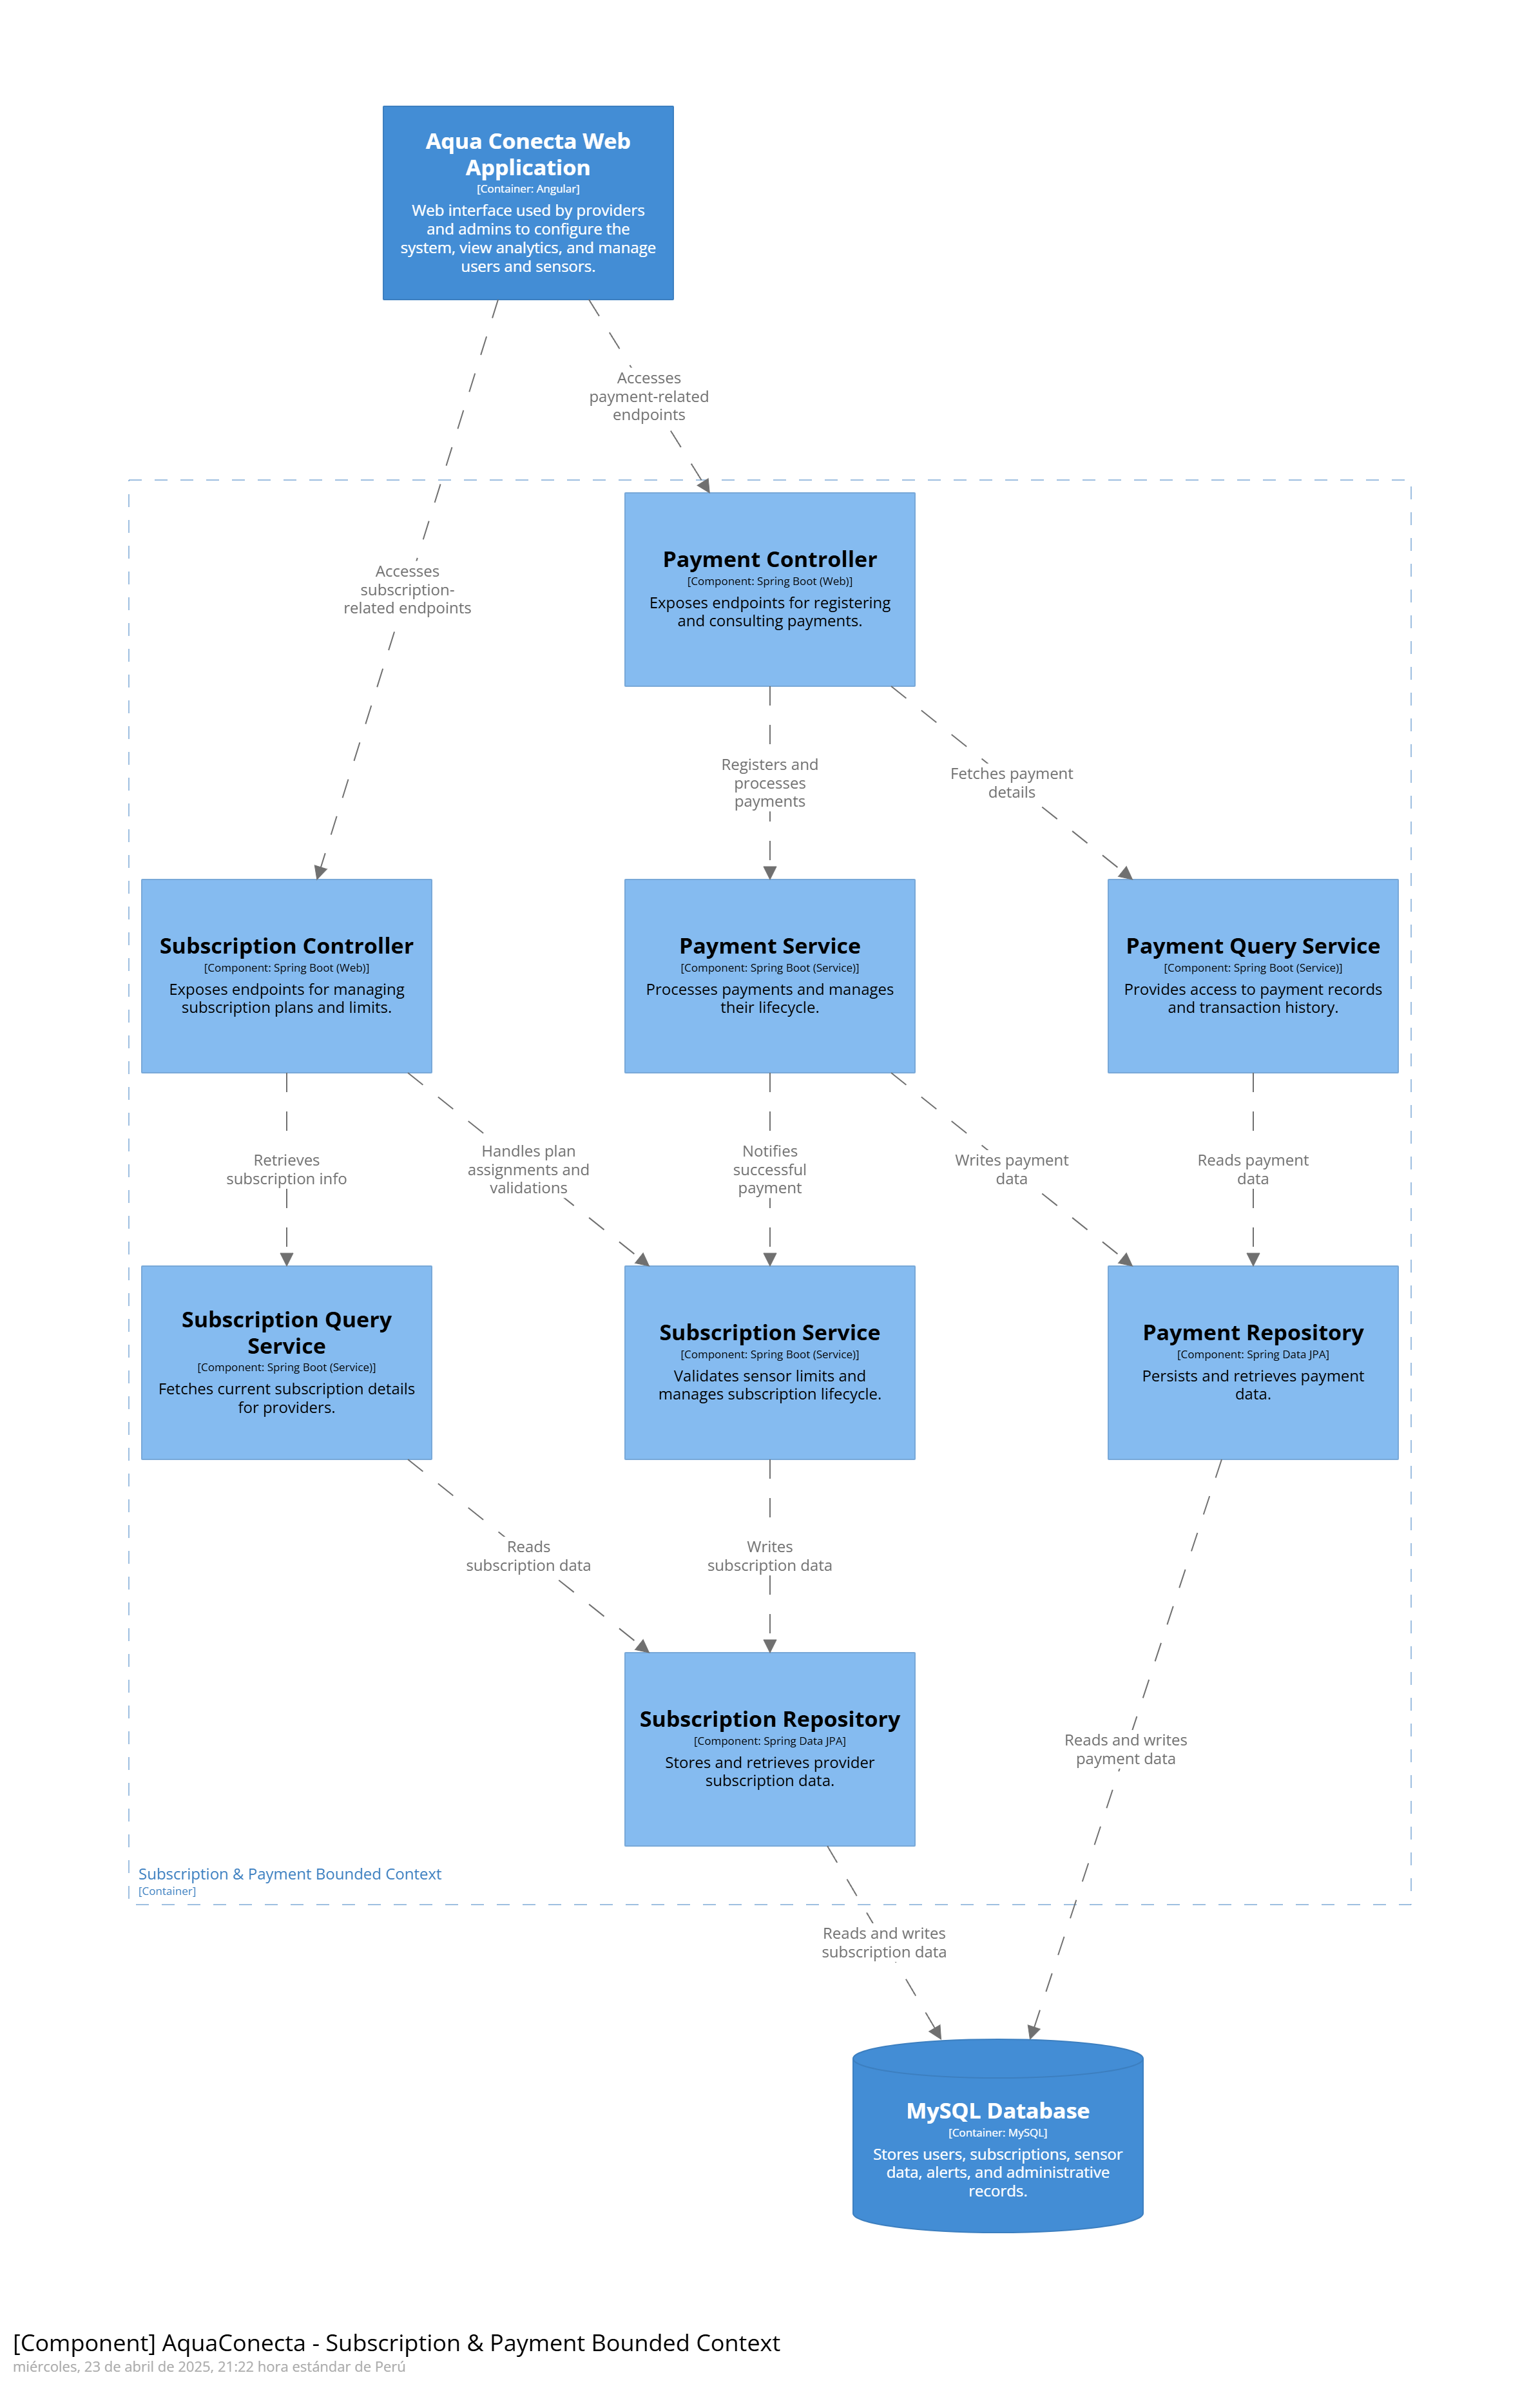 Aqua Conecta Web
Application
[Container: Angular]
Web interface used by providers
and admins to configure the
system, view analytics, and manage
users and sensors.
Accesses
payment-related
endpoints
Accesses
subscription-
related endpoints
Payment Controller
[Component: Spring Boot (Web)]
Exposes endpoints for registering
and consulting payments.
Registers and
processes
payments
Fetches payment
details
Subscription Controller
[Component: Spring Boot (Web)]
Exposes endpoints for managing
subscription plans and limits.
Payment Service
[Component: Spring Boot (Service)]
Processes payments and manages
their lifecycle.
Payment Query Service
[Component: Spring Boot (Service)]
Provides access to payment records
and transaction history.
Retrieves
subscription info
Handles plan
assignments and
validations
Notifies
successful
payment
Writes payment
data
Reads payment
data
Subscription Query
Service
[Component: Spring Boot (Service)]
Fetches current subscription details
for providers.
Subscription Service
[Component: Spring Boot (Service)]
Validates sensor limits and
manages subscription lifecycle.
Payment Repository
[Component: Spring Data JPA]
Persists and retrieves payment
data.
Reads
subscription data
Writes
subscription data
Subscription Repository
[Component: Spring Data JPA]
Stores and retrieves provider
subscription data.
Reads and writes
payment data
Subscription & Payment Bounded Context
[Container]
Reads and writes
subscription data
MySQL Database
[Container: MySQL]
Stores users, subscriptions, sensor
data, alerts, and administrative
records.
[Component] AquaConecta - Subscription & Payment Bounded Context
miércoles, 23 de abril de 2025, 21:22 hora estándar de Perú